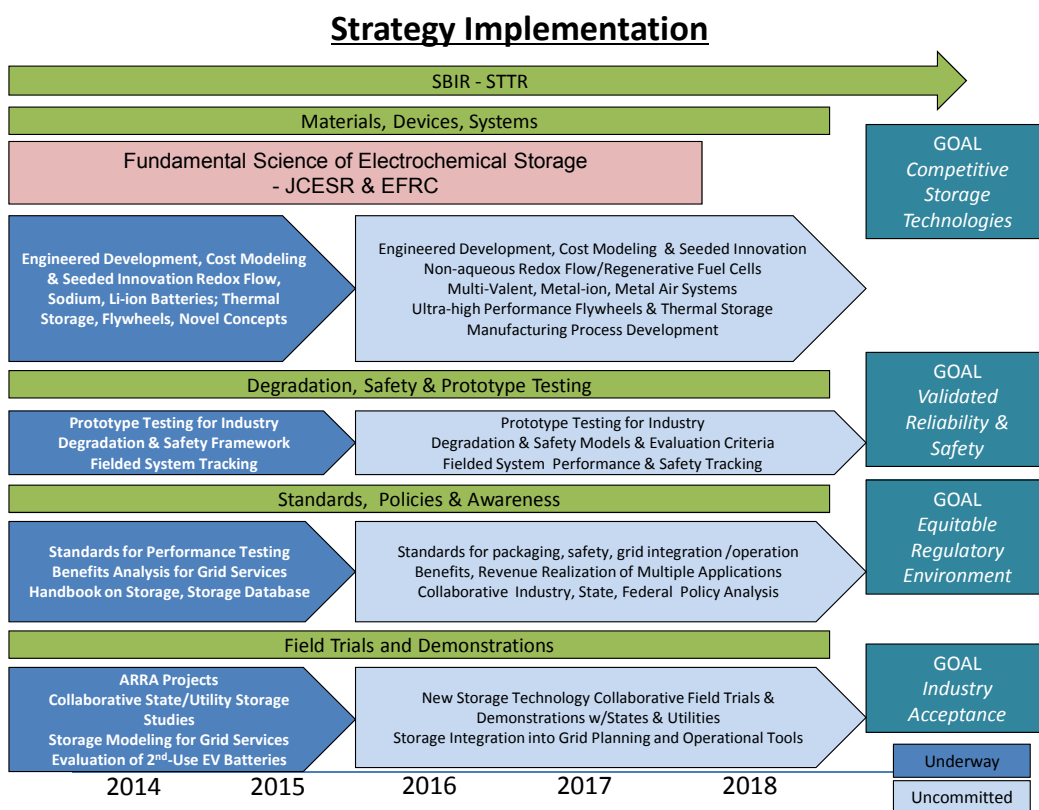 Strategy Implementation
SBIR - STTR
Materials, Devices, Systems
Fundamental Science of Electrochemical Storage
- JCESR & EFRC
GOAL
Competitive
Storage
Technologies
Engineered Development, Cost Modeling
& Seeded Innovation Redox Flow,
Sodium, Li-ion Batteries; Thermal
Storage, Flywheels, Novel Concepts
Engineered Development, Cost Modeling & Seeded Innovation
Non-aqueous Redox Flow/Regenerative Fuel Cells
Multi-Valent, Metal-ion, Metal Air Systems
Ultra-high Performance Flywheels & Thermal Storage
Manufacturing Process Development
Degradation, Safety & Prototype Testing
GOAL
Validated
Reliability &
Safety
Prototype Testing for Industry
Degradation & Safety Framework
Fielded System Tracking
Prototype Testing for Industry
Degradation & Safety Models & Evaluation Criteria
Fielded System Performance & Safety Tracking
Standards, Policies & Awareness
GOAL
Equitable
Regulatory
Environment
Standards for Performance Testing
Benefits Analysis for Grid Services
Handbook on Storage, Storage Database
Standards for packaging, safety, grid integration /operation
Benefits, Revenue Realization of Multiple Applications
Collaborative Industry, State, Federal Policy Analysis
Field Trials and Demonstrations
GOAL
Industry
Acceptance
ARRA Projects
Collaborative State/Utility Storage
Studies
Storage Modeling for Grid Services
Evaluation of 2nd-Use EV Batteries
New Storage Technology Collaborative Field Trials &
Demonstrations w/States & Utilities
Storage Integration into Grid Planning and Operational Tools
2014 2015 2016 2017 2018
Underway
Uncommitted